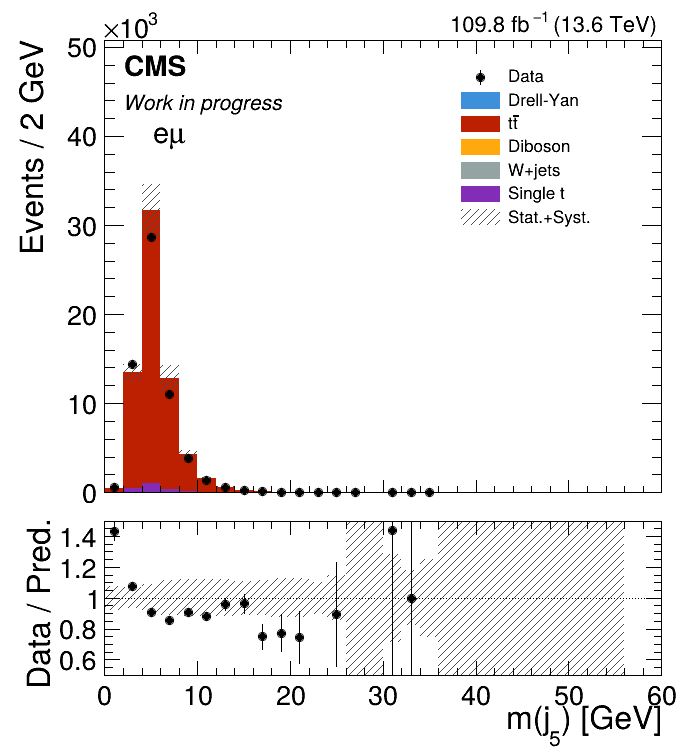 ×10³
109.8 fb⁻¹ (13.6 TeV)
CMS
Work in progress
eμ
Events / 2 GeV
50
40
30
20
10
0
Data
Drell-Yan
tt̄
Diboson
W+jets
Single t
Stat.+Syst.
Data / Pred.
1.4
1.2
1
0.8
0.6
0 10 20 30 40 50 60
m(j₅) [GeV]